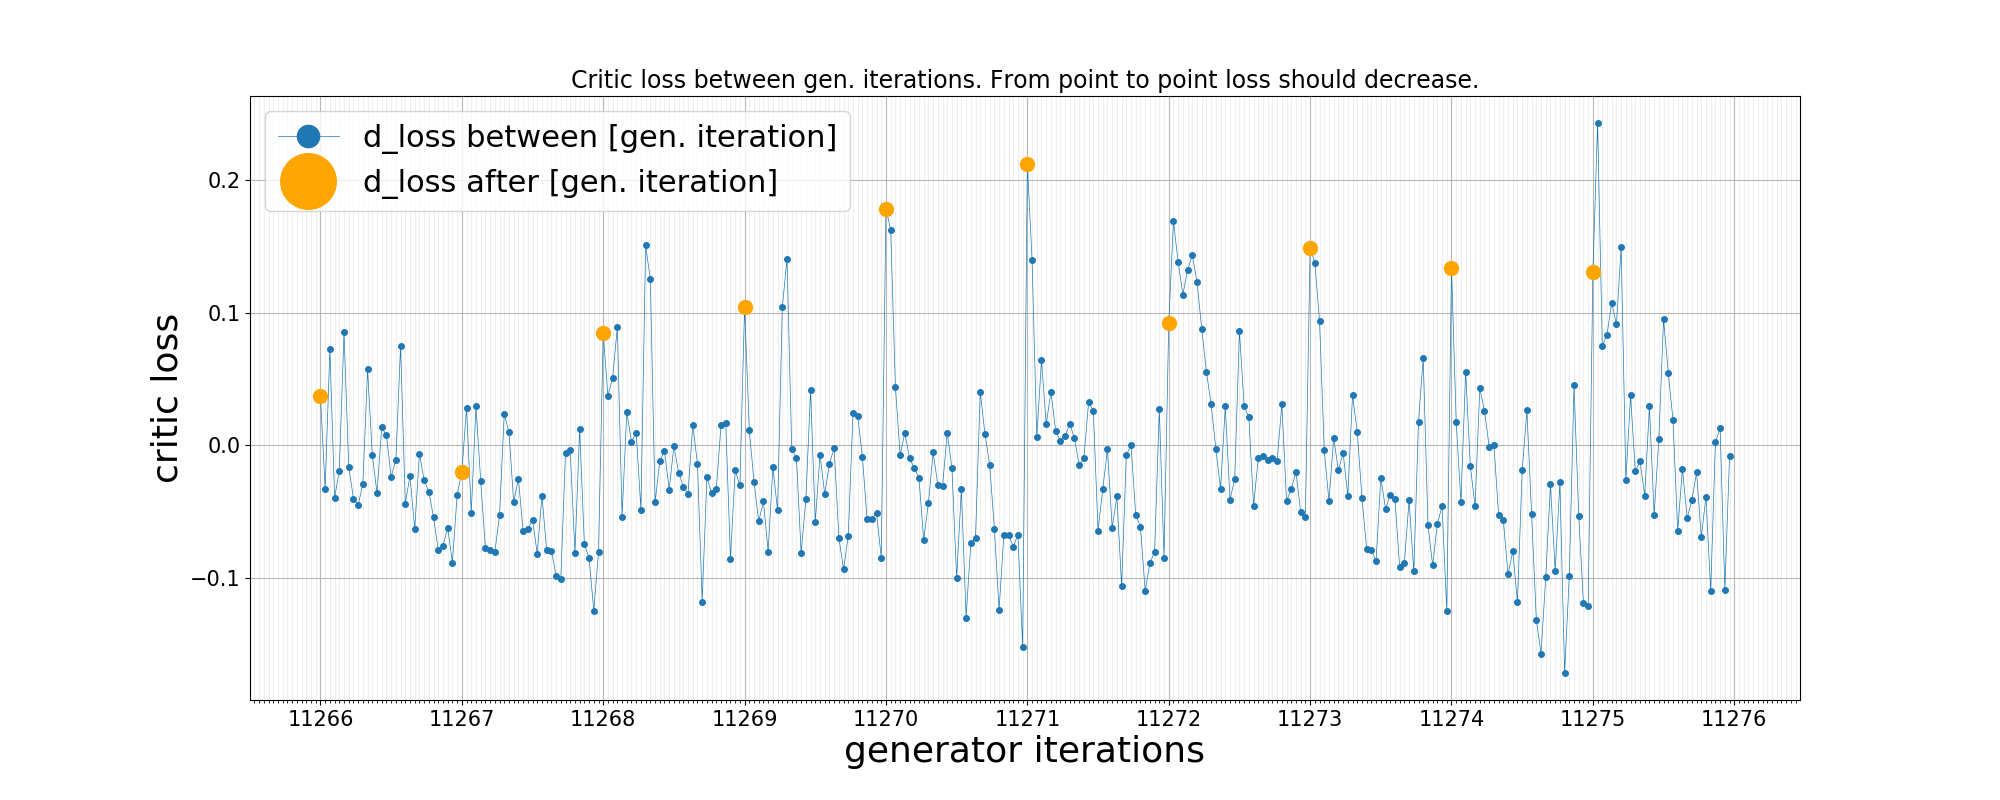 Critic loss between gen. iterations. From point to point loss should decrease.
d_loss between [gen. iteration]
d_loss after [gen. iteration]
critic loss
0.2
0.1
0.0
−0.1
11266 11267 11268 11269 11270 11271 11272 11273 11274 11275 11276
generator iterations